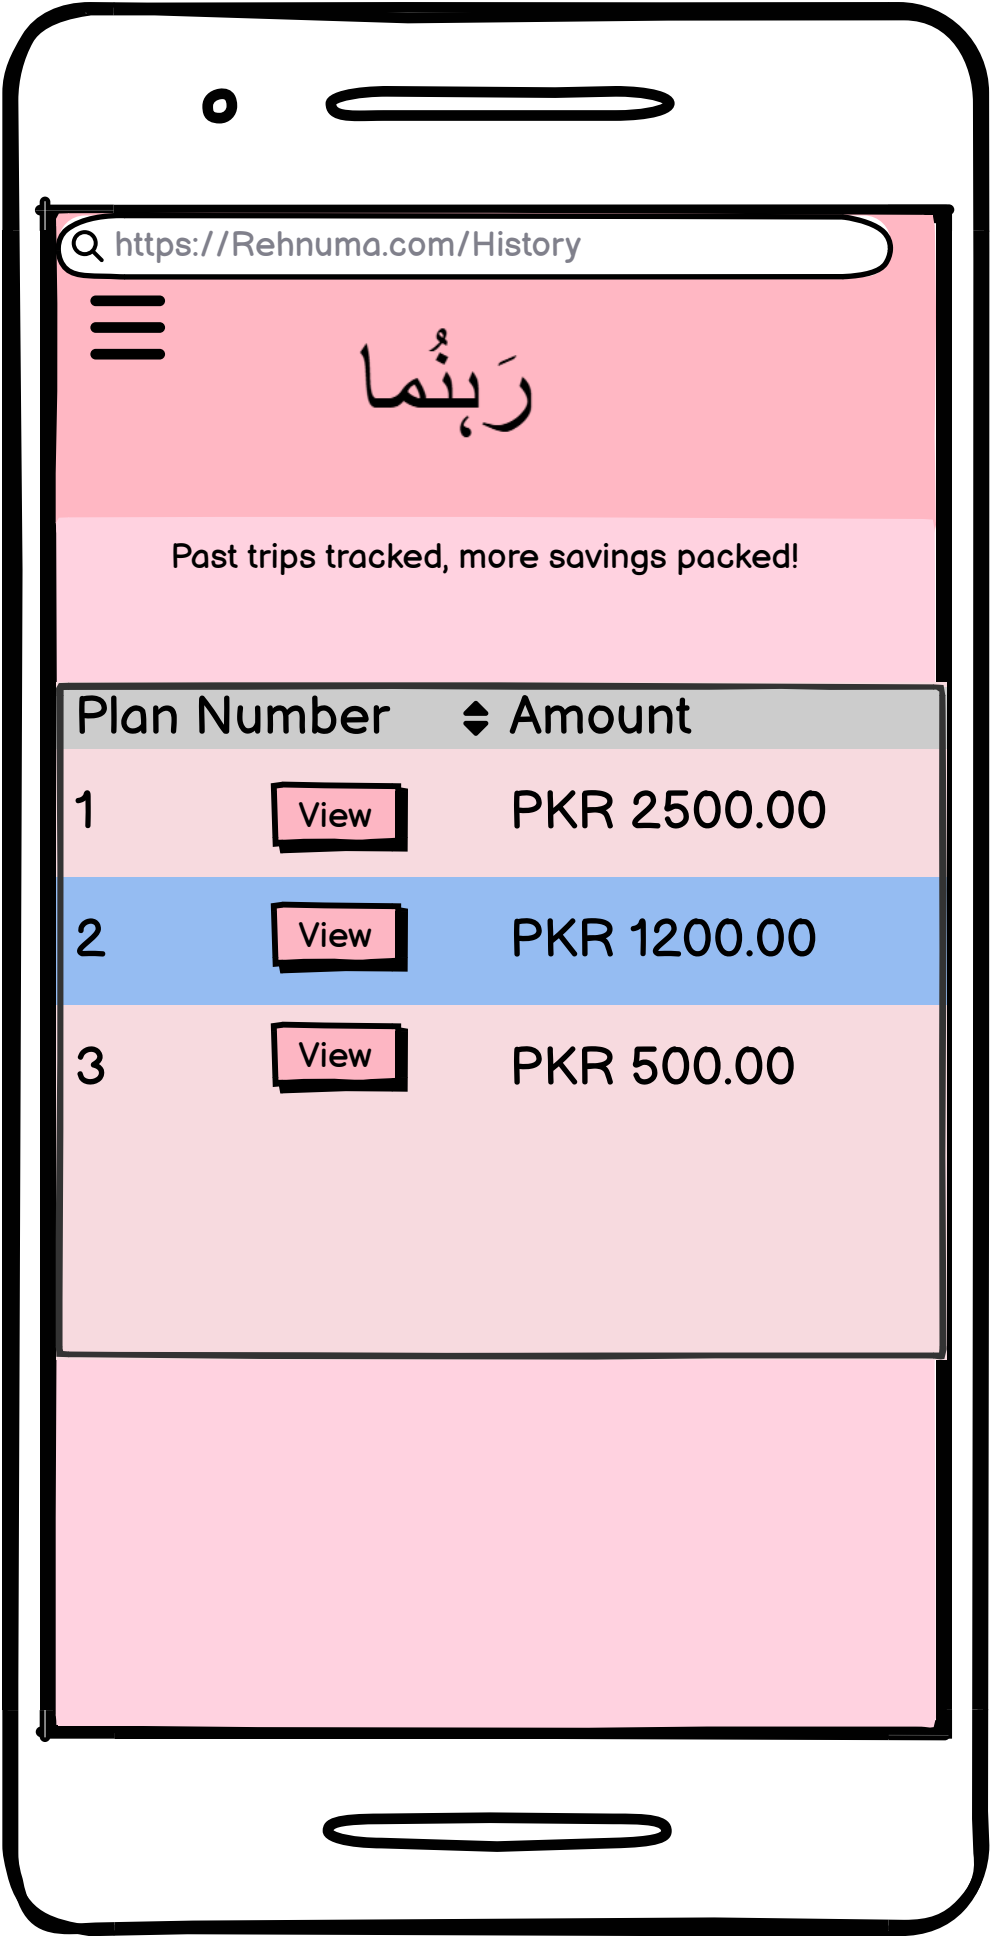 https://Rehnuma.com/History
رَہنُما
Past trips tracked, more savings packed!
Plan Number Amount
1 View PKR 2500.00
2 View PKR 1200.00
3 View PKR 500.00